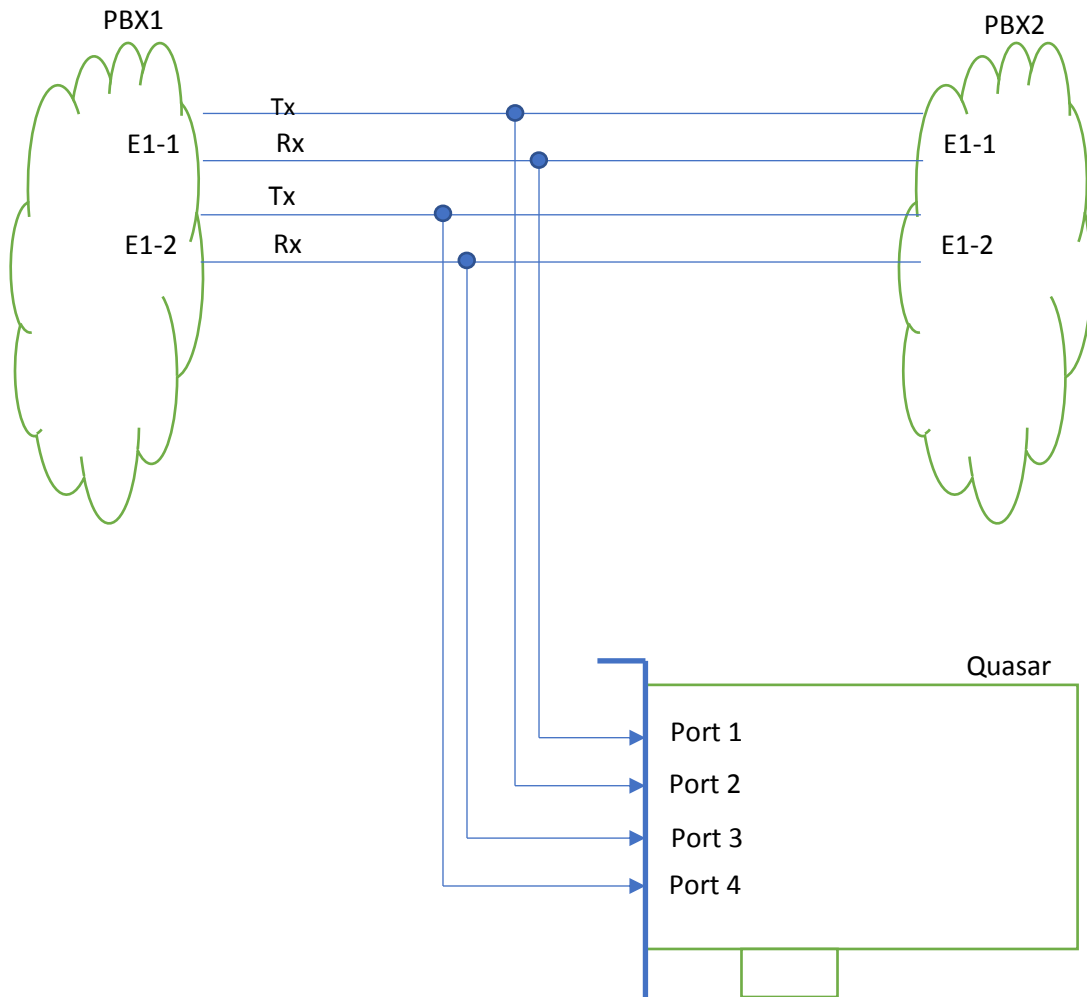 PBX1
PBX2
Tx
E1-1
Rx
E1-1
Tx
E1-2
Rx
E1-2
Quasar
Port 1
Port 2
Port 3
Port 4